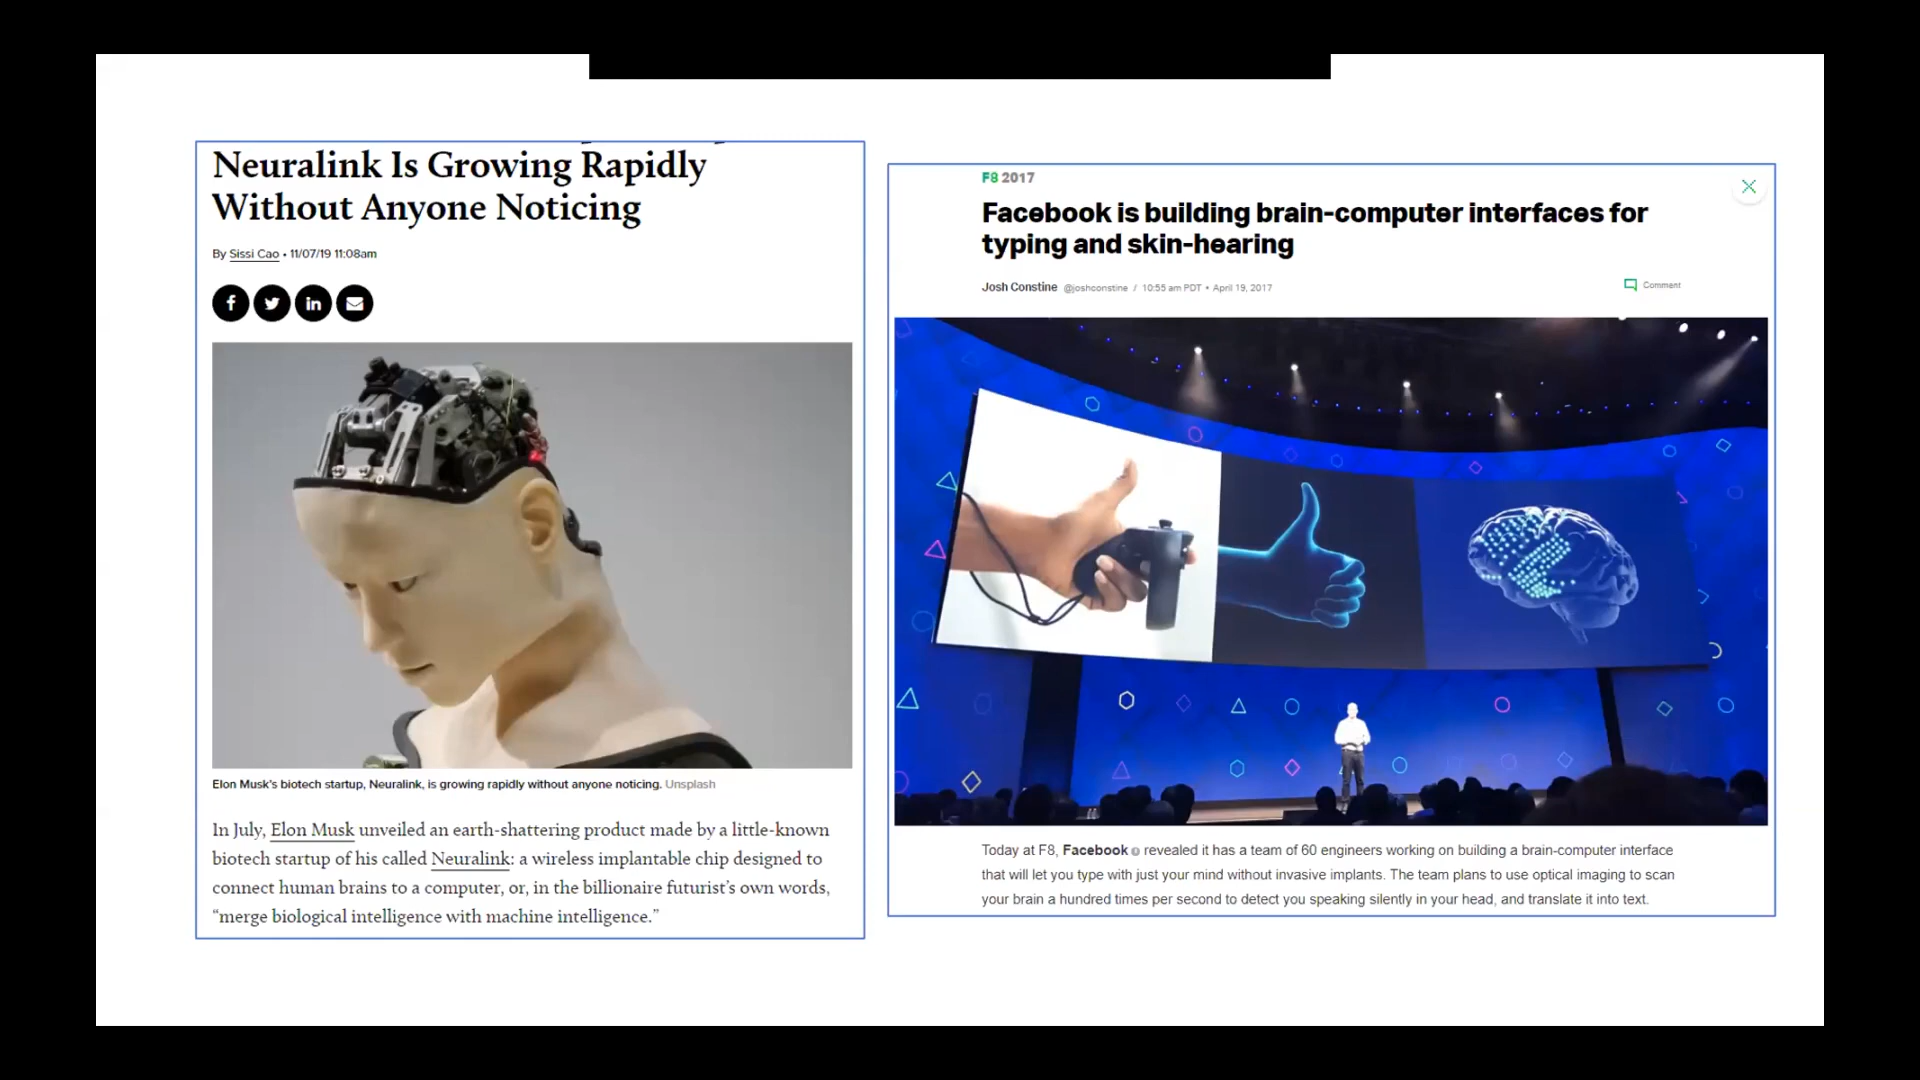 Neuralink Is Growing Rapidly
Without Anyone Noticing
By Sissi Cao • 11/07/19 11:08am
Elon Musk's biotech startup, Neuralink, is growing rapidly without anyone noticing. Unsplash
In July, Elon Musk unveiled an earth-shattering product made by a little-known
biotech startup of his called Neuralink: a wireless implantable chip designed to
connect human brains to a computer, or, in the billionaire futurist's own words,
“merge biological intelligence with machine intelligence.”
F8 2017
Facebook is building brain-computer interfaces for
typing and skin-hearing
Josh Constine @joshconstine / 10:55 am PDT • April 19, 2017
Comment
Today at F8, Facebook revealed it has a team of 60 engineers working on building a brain-computer interface
that will let you type with just your mind without invasive implants. The team plans to use optical imaging to scan
your brain a hundred times per second to detect you speaking silently in your head, and translate it into text.